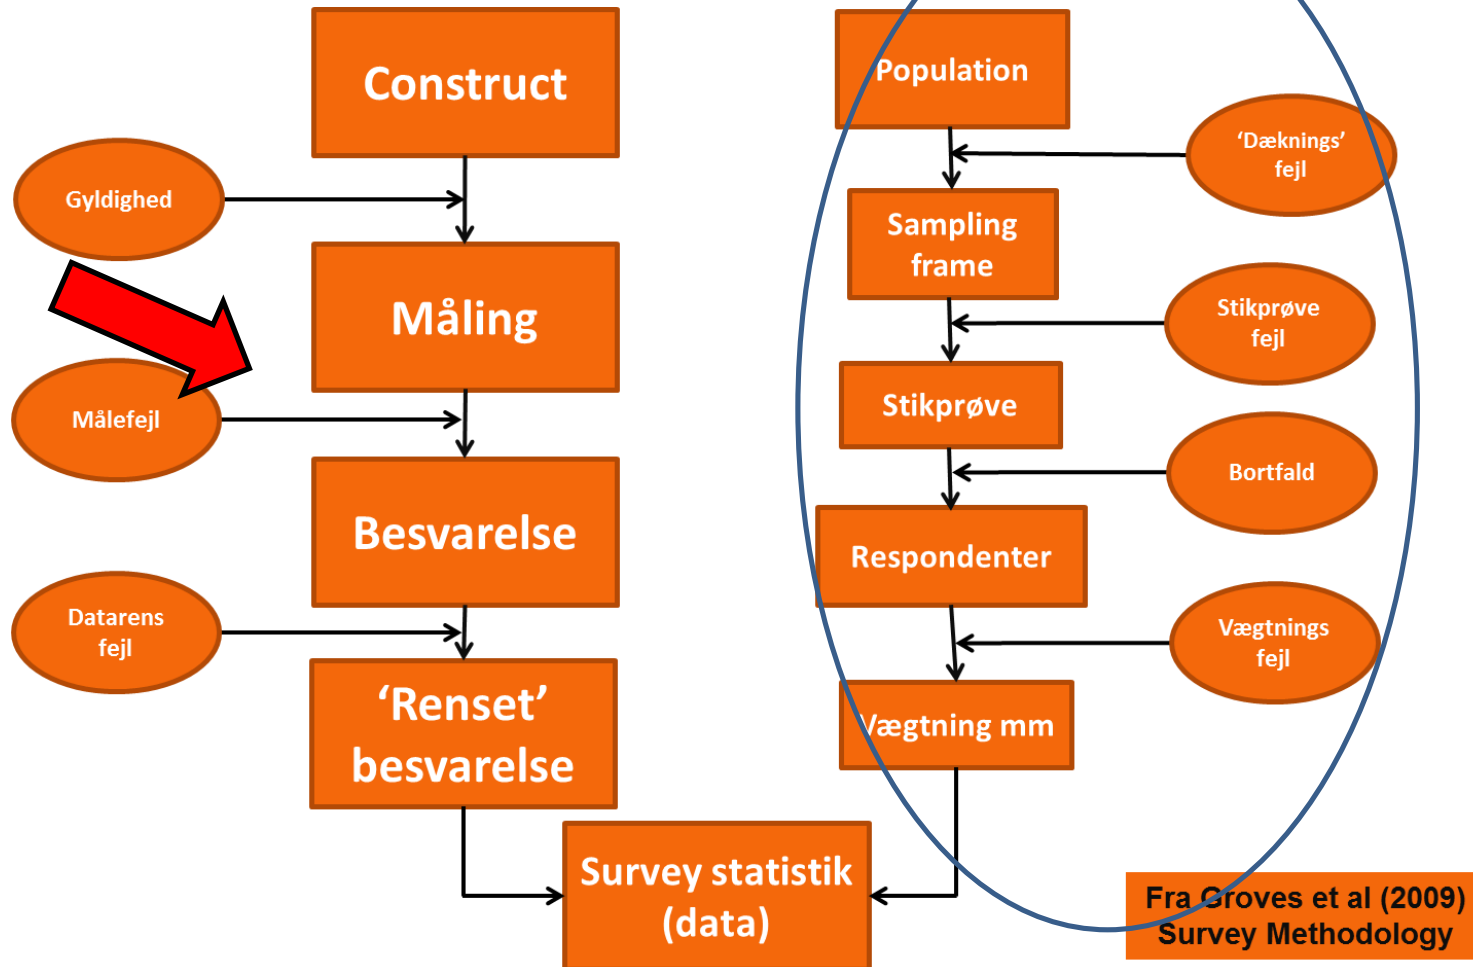 Construct
Gyldighed
Måling
Målefejl
Besvarelse
Datarens
fejl
‘Renset’
besvarelse
Population
‘Dæknings’
fejl
Sampling
frame
Stikprøve
fejl
Stikprøve
Bortfald
Respondenter
Vægtnings
fejl
Vægtning mm
Survey statistik
(data)
Fra Groves et al (2009)
Survey Methodology